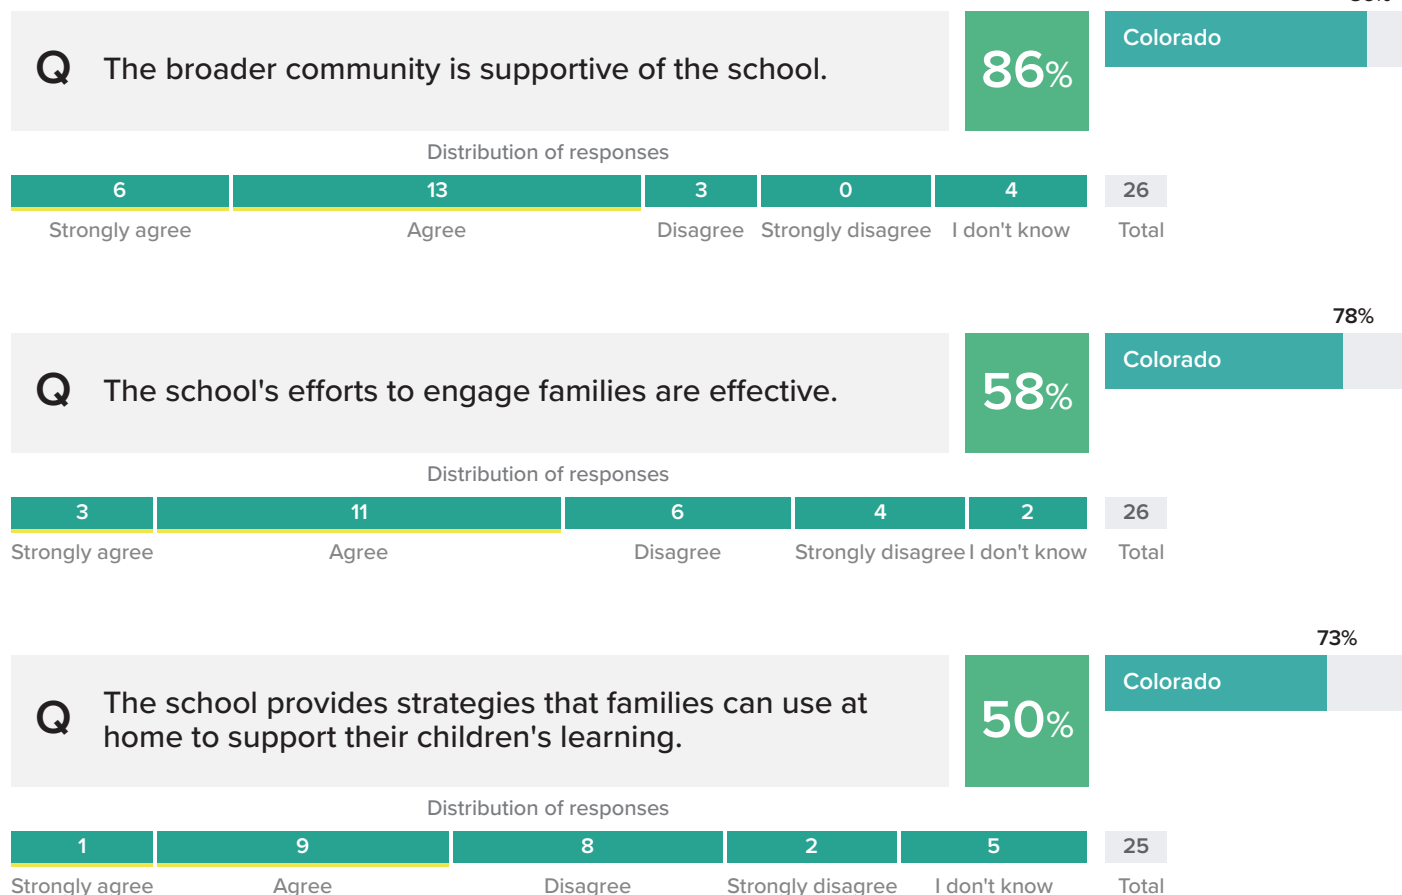 Q The broader community is supportive of the school. 86% Colorado
Distribution of responses
6 13 3 0 4 26
Strongly agree Agree Disagree Strongly disagree I don't know Total
78%
Q The school's efforts to engage families are effective. 58% Colorado
Distribution of responses
3 11 6 4 2 26
Strongly agree Agree Disagree Strongly disagree I don't know Total
73%
Q The school provides strategies that families can use at
home to support their children's learning. 50% Colorado
Distribution of responses
1 9 8 2 5 25
Strongly agree Agree Disagree Strongly disagree I don't know Total